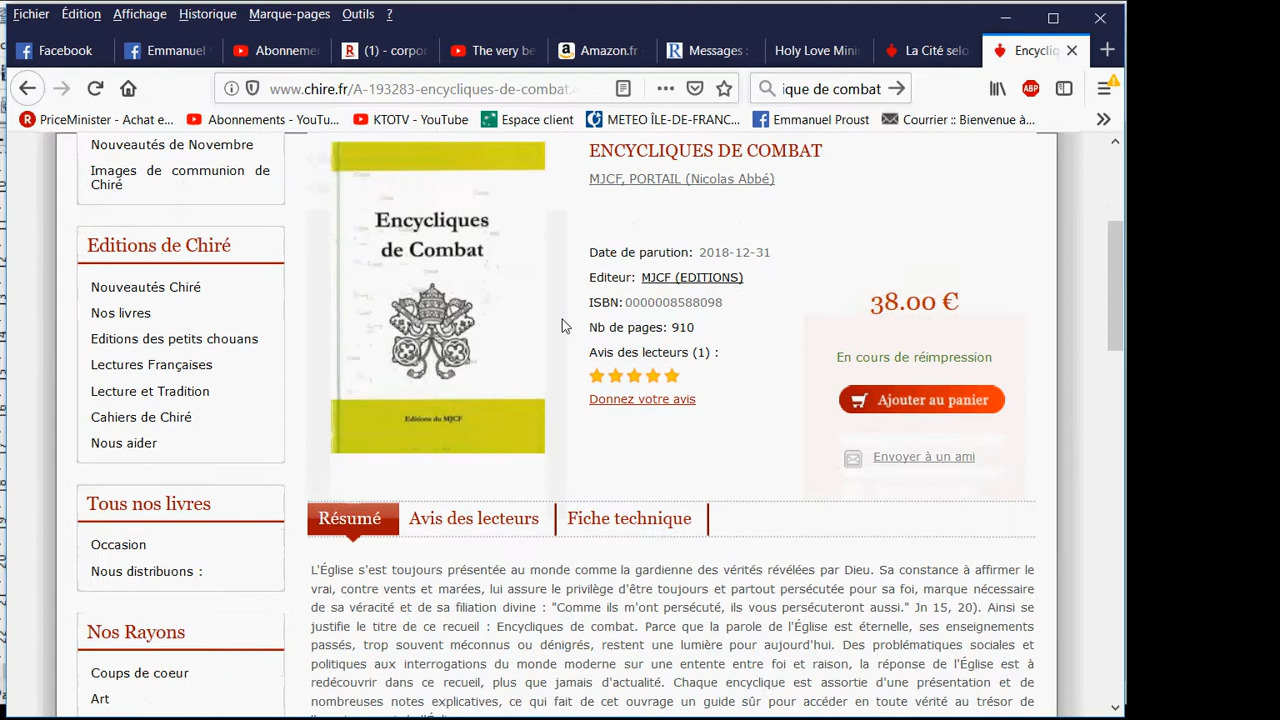 Fichier Édition Affichage Historique Marque-pages Outils ?
Facebook Emmanuel Abonneme (1) - corpor The very be Amazon.fr - Messages : Holy Love Minis La Cité selo Encycliq
www.chire.fr/A-193283-encycliques-de-combat. ique de combat
PriceMinister - Achat e... Abonnements - YouTu... KTOTV - YouTube Espace client METEO ÎLE-DE-FRANC... Emmanuel Proust Courrier :: Bienvenue à...
Nouveautés de Novembre
Images de communion de
Chiré
Editions de Chiré
Nouveautés Chiré
Nos livres
Editions des petits chouans
Lectures Françaises
Lecture et Tradition
Cahiers de Chiré
Nous aider
Tous nos livres
Occasion
Nous distribuons :
Nos Rayons
Coups de coeur
Art
Encycliques
de Combat
Editions du MJCF
ENCYCLIQUES DE COMBAT
MJCF, PORTAIL (Nicolas Abbé)
Date de parution: 2018-12-31
Editeur: MJCF (EDITIONS)
ISBN: 0000008588098
Nb de pages: 910
Avis des lecteurs (1) :
Donnez votre avis
38.00 €
En cours de réimpression
Ajouter au panier
Envoyer à un ami
Résumé Avis des lecteurs Fiche technique
L'Église s'est toujours présentée au monde comme la gardienne des vérités révélées par Dieu. Sa constance à affirmer le
vrai, contre vents et marées, lui assure le privilège d'être toujours et partout persécutée pour sa foi, marque nécessaire
de sa véracité et de sa filiation divine : "Comme ils m'ont persécuté, ils vous persécuteront aussi." Jn 15, 20). Ainsi se
justifie le titre de ce recueil : Encycliques de combat. Parce que la parole de l'Église est éternelle, ses enseignements
passés, trop souvent méconnus ou dénigrés, restent une lumière pour aujourd'hui. Des problématiques sociales et
politiques aux interrogations du monde moderne sur une entente entre foi et raison, la réponse de l'Église est à
redécouvrir dans ce recueil, plus que jamais d'actualité. Chaque encyclique est assortie d'une présentation et de
nombreuses notes explicatives, ce qui fait de cet ouvrage un guide sûr pour accéder en toute vérité au trésor de